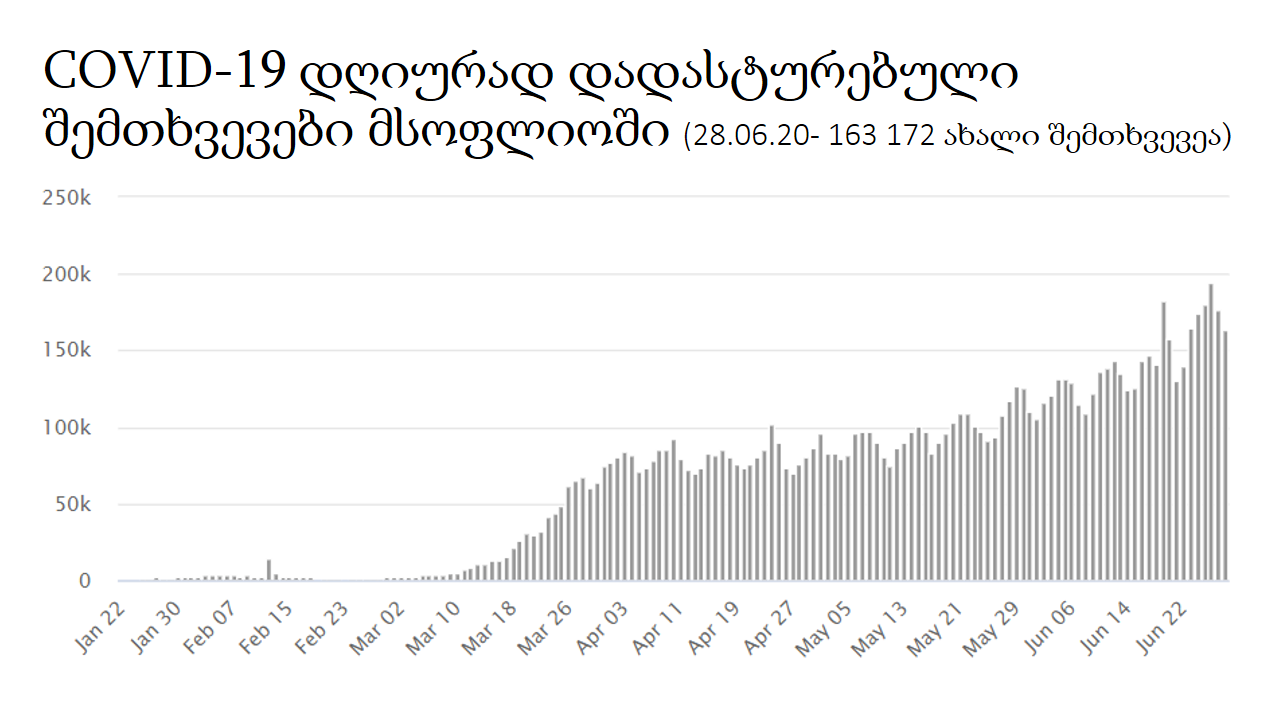 COVID-19 დღიურად დადასტურებული
შემთხვევები მსოფლიოში (28.06.20- 163 172 ახალი შემთხვევეა)
250k
200k
150k
100k
50k
0
Jan 22
Jan 30
Feb 07
Feb 15
Feb 23
Mar 02
Mar 10
Mar 18
Mar 26
Apr 03
Apr 11
Apr 19
Apr 27
May 05
May 13
May 21
May 29
Jun 06
Jun 14
Jun 22